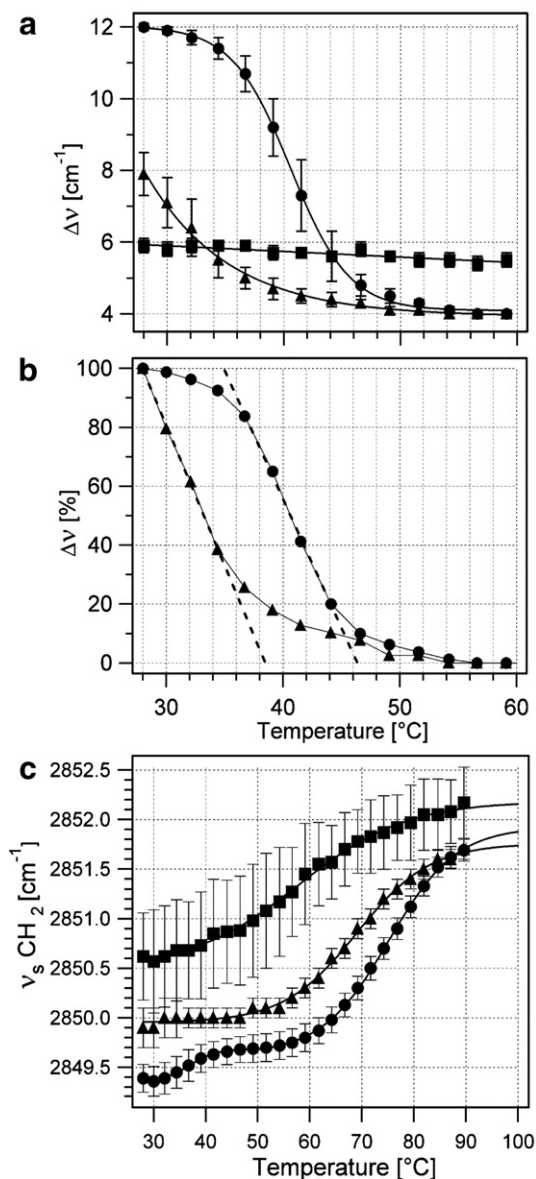 a
12
10
8
6
4
Δν [cm-1]
b
100
80
60
40
20
0
Δν [%]
30 40 50 60
Temperature [°C]
c
2852.5
2852.0
2851.5
2851.0
2850.5
2850.0
2849.5
νs CH2 [cm-1]
30 40 50 60 70 80 90 100
Temperature [°C]